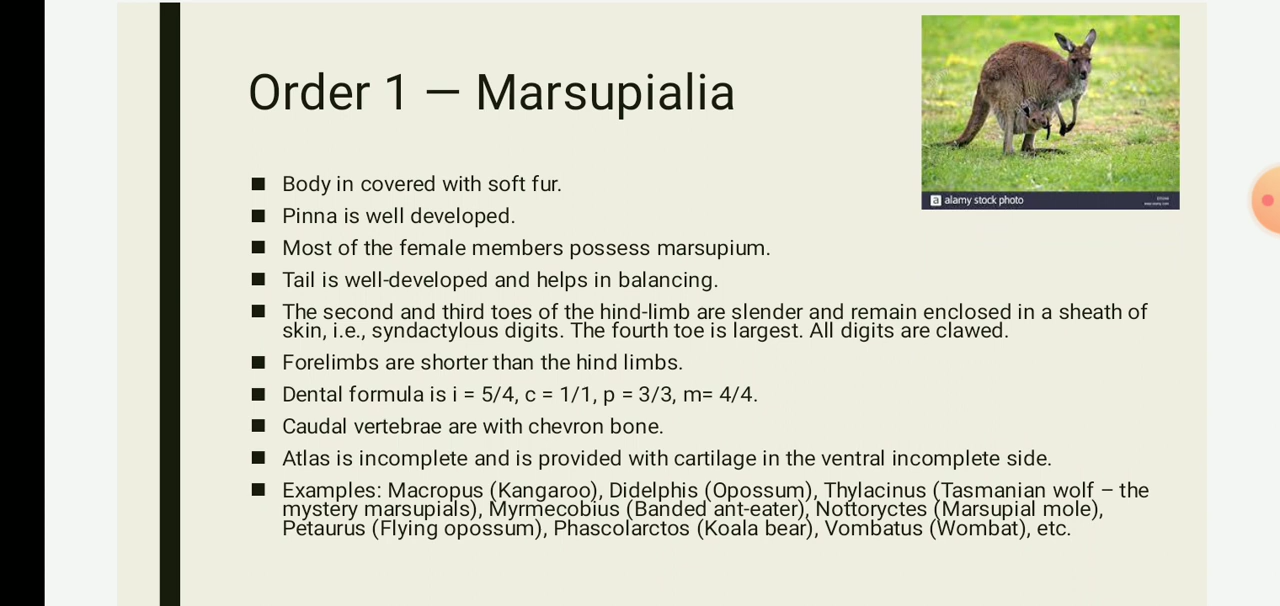 Order 1 — Marsupialia
a alamy stock photo
■ Body in covered with soft fur.
■ Pinna is well developed.
■ Most of the female members possess marsupium.
■ Tail is well-developed and helps in balancing.
■ The second and third toes of the hind-limb are slender and remain enclosed in a sheath of
skin, i.e., syndactylous digits. The fourth toe is largest. All digits are clawed.
■ Forelimbs are shorter than the hind limbs.
■ Dental formula is i = 5/4, c = 1/1, p = 3/3, m= 4/4.
■ Caudal vertebrae are with chevron bone.
■ Atlas is incomplete and is provided with cartilage in the ventral incomplete side.
■ Examples: Macropus (Kangaroo), Didelphis (Opossum), Thylacinus (Tasmanian wolf – the
mystery marsupials), Myrmecobius (Banded ant-eater), Nottoryctes (Marsupial mole),
Petaurus (Flying opossum), Phascolarctos (Koala bear), Vombatus (Wombat), etc.